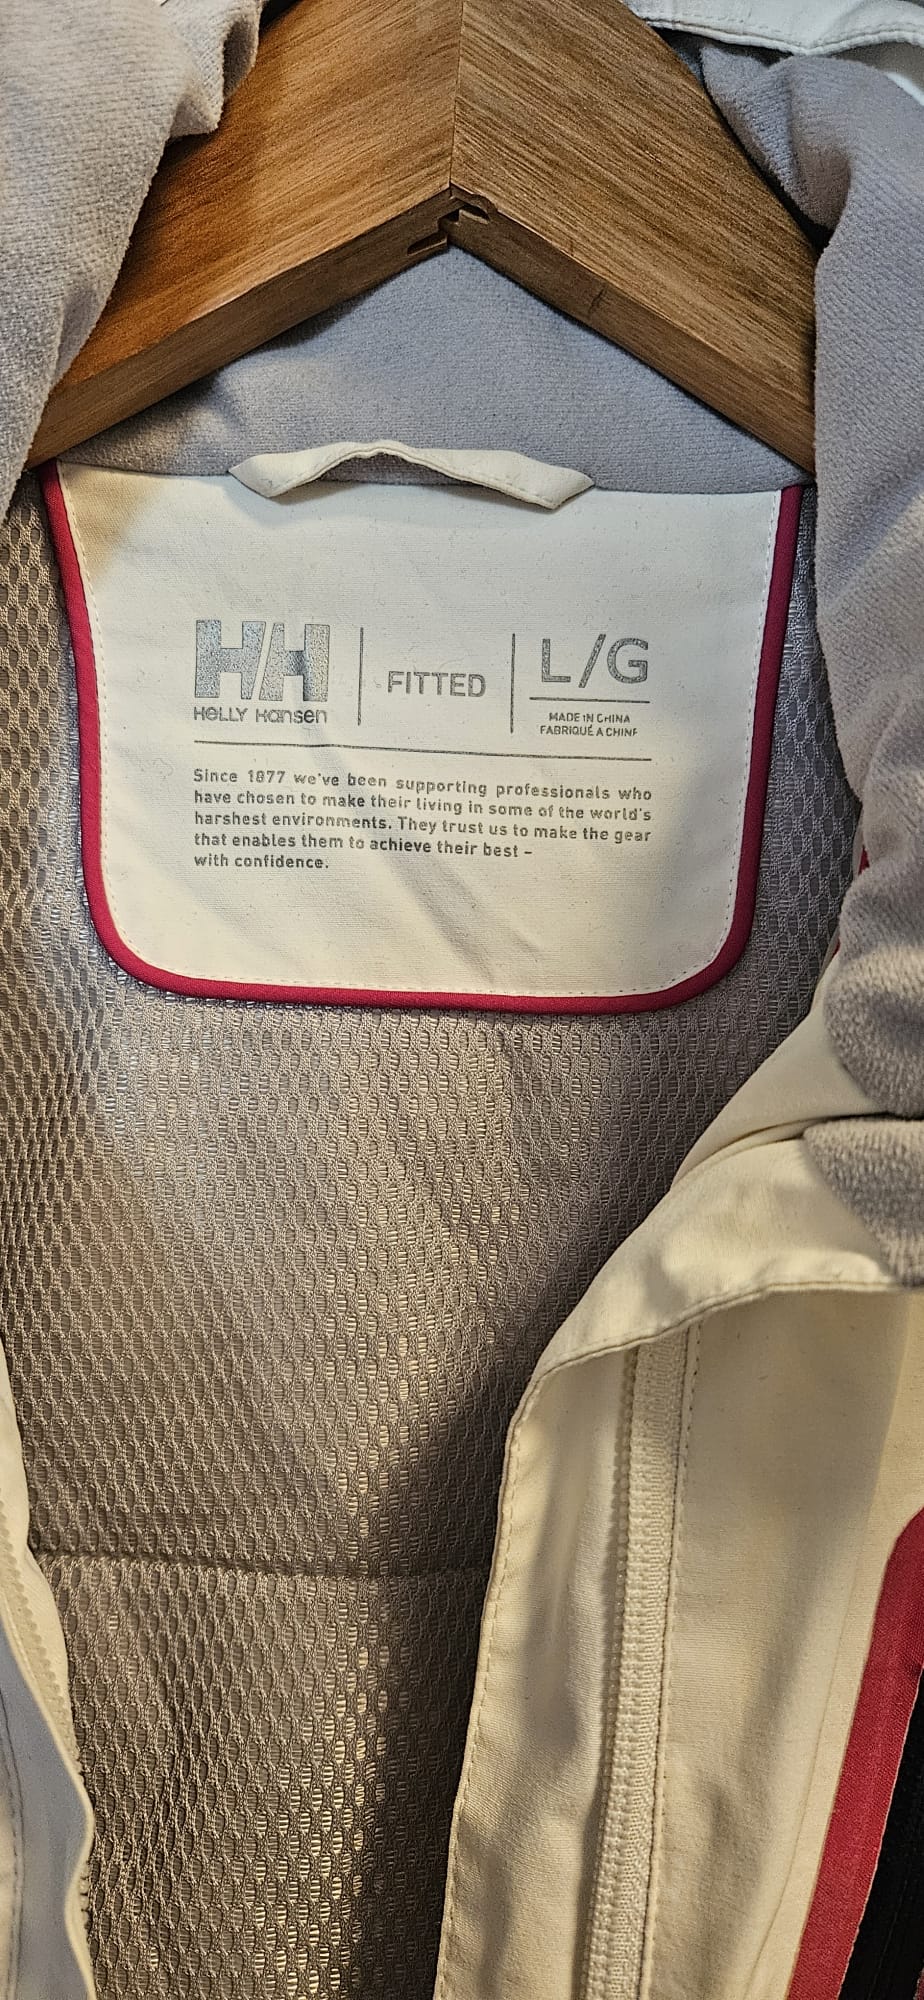 HH
HELLY HANSEN
FITTED
L/G
MADE IN CHINA
FABRIQUÉ A CHINE
Since 1877 we've been supporting professionals who
have chosen to make their living in some of the world's
harshest environments. They trust us to make the gear
that enables them to achieve their best –
with confidence.